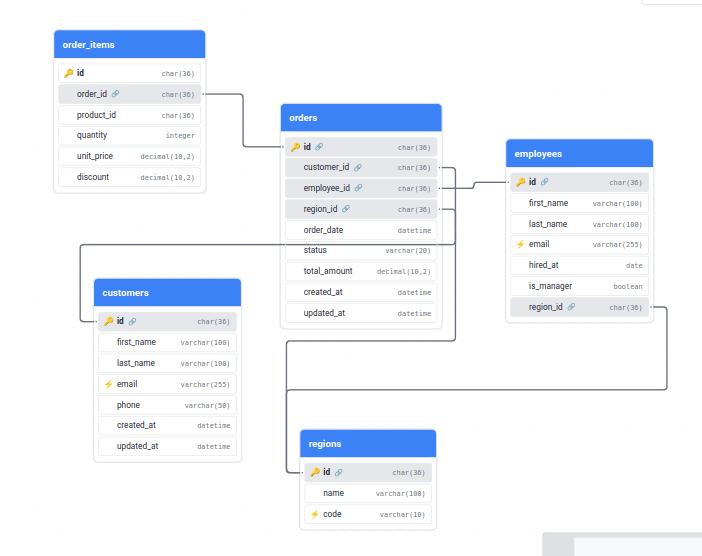 order_items
id char(36)
order_id char(36)
product_id char(36)
quantity integer
unit_price decimal(10,2)
discount decimal(10,2)
orders
id char(36)
customer_id char(36)
employee_id char(36)
region_id char(36)
order_date datetime
status varchar(20)
total_amount decimal(10,2)
created_at datetime
updated_at datetime
employees
id char(36)
first_name varchar(100)
last_name varchar(100)
email varchar(255)
hired_at date
is_manager boolean
region_id char(36)
customers
id char(36)
first_name varchar(100)
last_name varchar(100)
email varchar(255)
phone varchar(50)
created_at datetime
updated_at datetime
regions
id char(36)
name varchar(100)
code varchar(10)